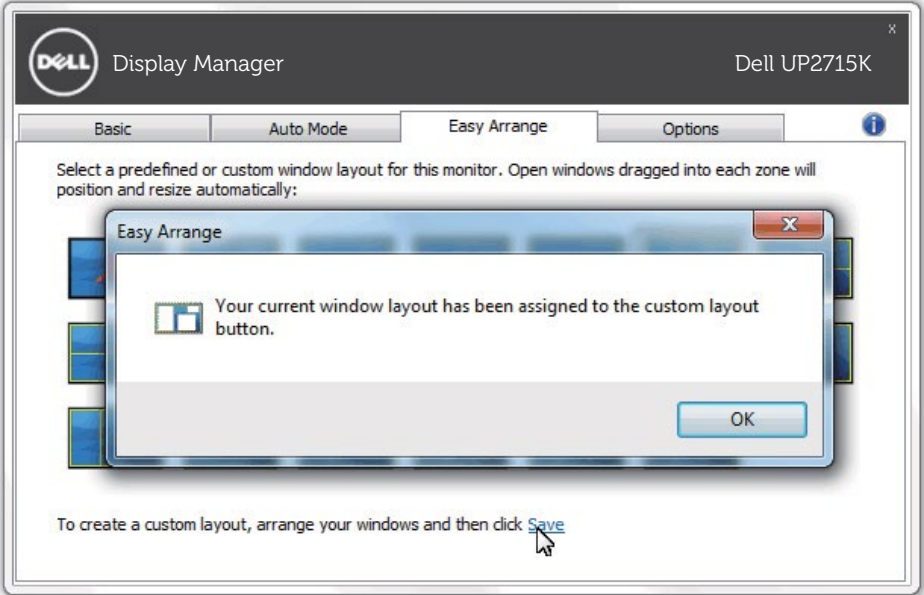 x
DELL Display Manager Dell UP2715K
Basic Auto Mode Easy Arrange Options i
Select a predefined or custom window layout for this monitor. Open windows dragged into each zone will
position and resize automatically:
Easy Arrange x
Your current window layout has been assigned to the custom layout
button.
OK
To create a custom layout, arrange your windows and then click Save